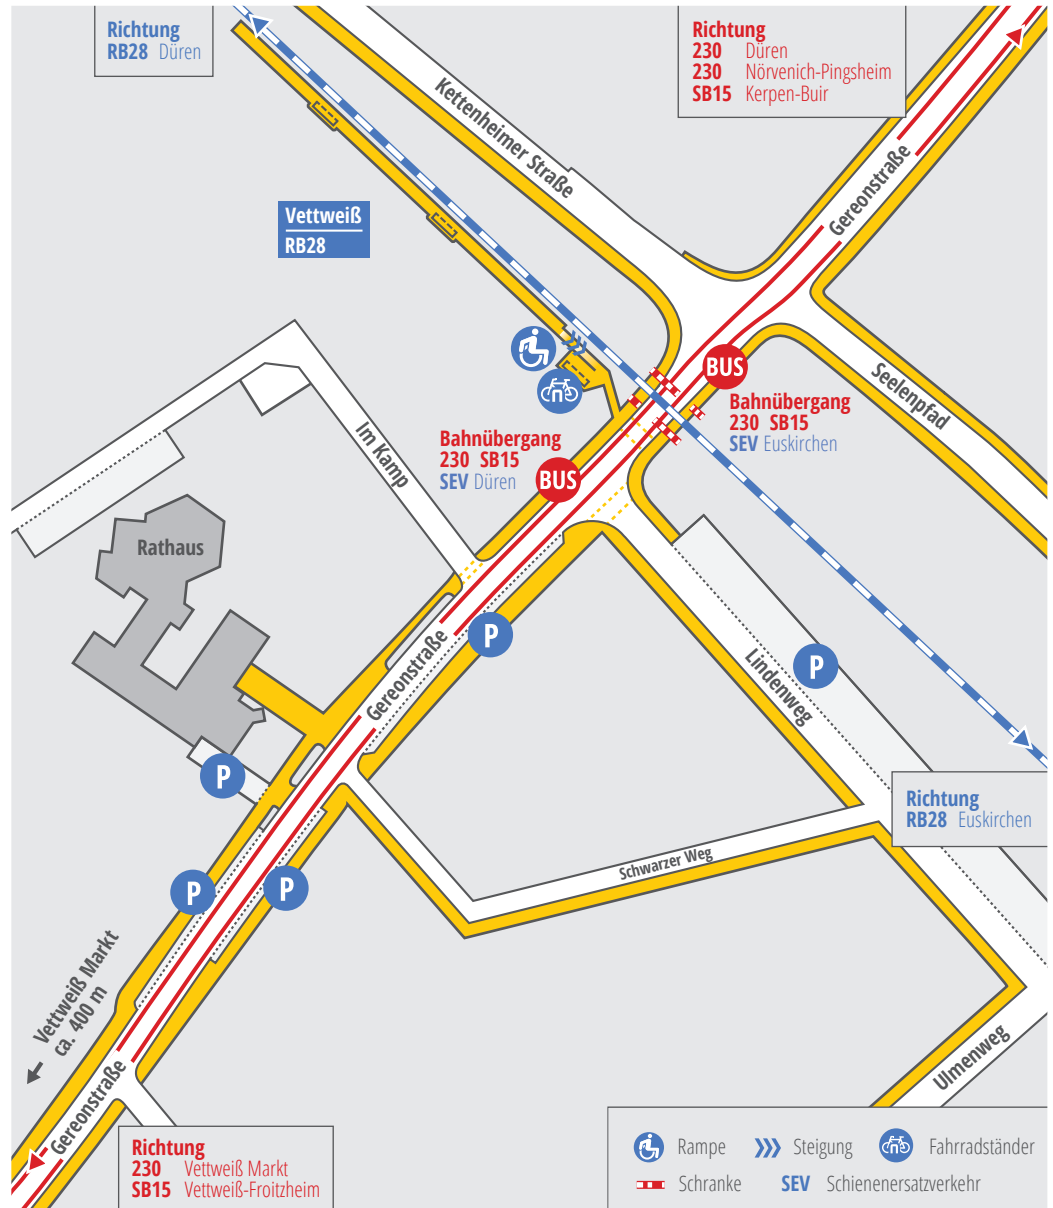 Richtung
RB28 Düren
Richtung
230 Düren
230 Nörvenich-Pingsheim
SB15 Kerpen-Buir
Kettenheimer Straße
Gereonstraße
Vettweiß
RB28
BUS
Seelenpfad
Bahnübergang
230 SB15
SEV Euskirchen
Bahnübergang
230 SB15
SEV Düren
BUS
Im Kamp
Rathaus
P
P
Lindenweg
Gereonstraße
P
Richtung
RB28 Euskirchen
Schwarzer Weg
P
P
Vettweiß Markt
ca. 400 m
Ulmenweg
Gereonstraße
Richtung
230 Vettweiß Markt
SB15 Vettweiß-Froitzheim
Rampe
Steigung
Fahrradständer
Schranke
SEV Schienenersatzverkehr